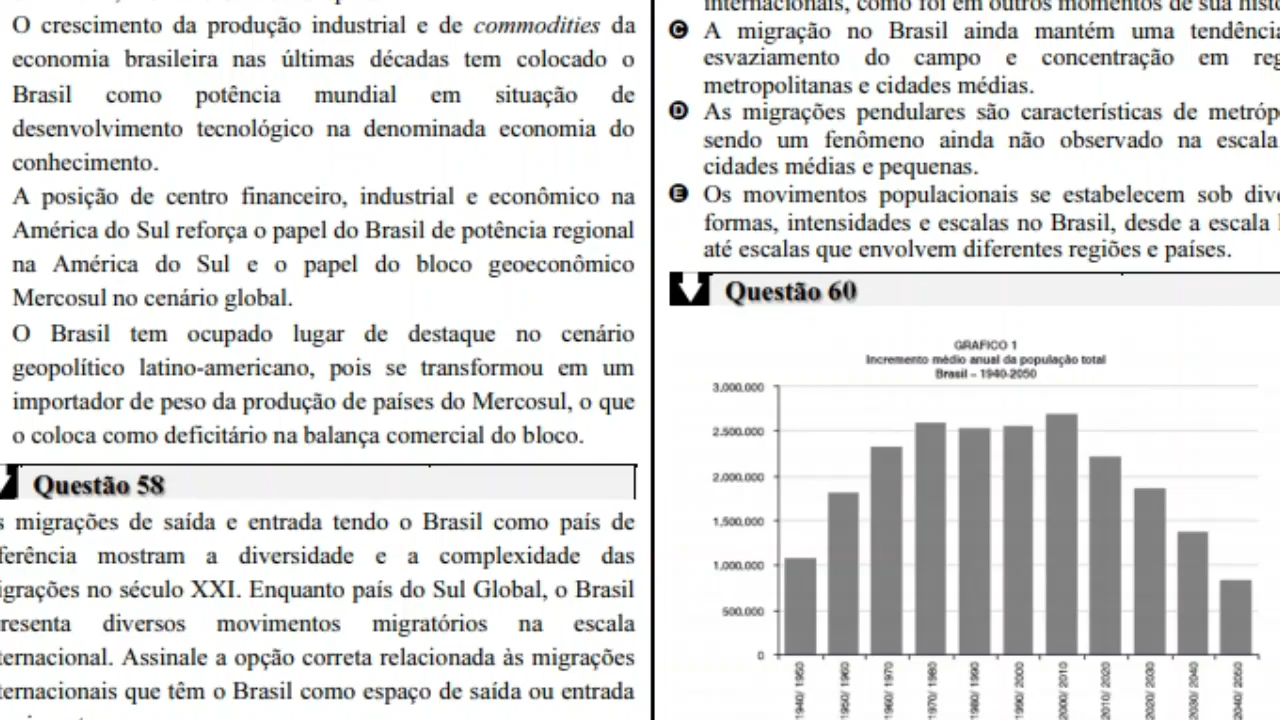 O crescimento da produção industrial e de commodities da
economia brasileira nas últimas décadas tem colocado o
Brasil como potência mundial em situação de
desenvolvimento tecnológico na denominada economia do
conhecimento.
A posição de centro financeiro, industrial e econômico na
América do Sul reforça o papel do Brasil de potência regional
na América do Sul e o papel do bloco geoeconômico
Mercosul no cenário global.
O Brasil tem ocupado lugar de destaque no cenário
geopolítico latino-americano, pois se transformou em um
importador de peso da produção de países do Mercosul, o que
o coloca como deficitário na balança comercial do bloco.
Questão 58
migrações de saída e entrada tendo o Brasil como país de
ferência mostram a diversidade e a complexidade das
igrações no século XXI. Enquanto país do Sul Global, o Brasil
resenta diversos movimentos migratórios na escala
ternacional. Assinale a opção correta relacionada às migrações
ternacionais que têm o Brasil como espaço de saída ou entrada
internacionais, como foi em outros momentos de sua histó
C A migração no Brasil ainda mantém uma tendência
esvaziamento do campo e concentração em reg
metropolitanas e cidades médias.
D As migrações pendulares são características de metróp
sendo um fenômeno ainda não observado na escala
cidades médias e pequenas.
E Os movimentos populacionais se estabelecem sob dive
formas, intensidades e escalas no Brasil, desde a escala l
até escalas que envolvem diferentes regiões e países.
Questão 60
GRÁFICO 1
Incremento médio anual da população total
Brasil – 1940-2050
3.000.000
2.500.000
2.000.000
1.500.000
1.000.000
500.000
0
1940/ 1950
1950/ 1960
1960/ 1970
1970/ 1980
1980/ 1990
1990/ 2000
2000/ 2010
2010/ 2020
2020/ 2030
2030/ 2040
2040/ 2050